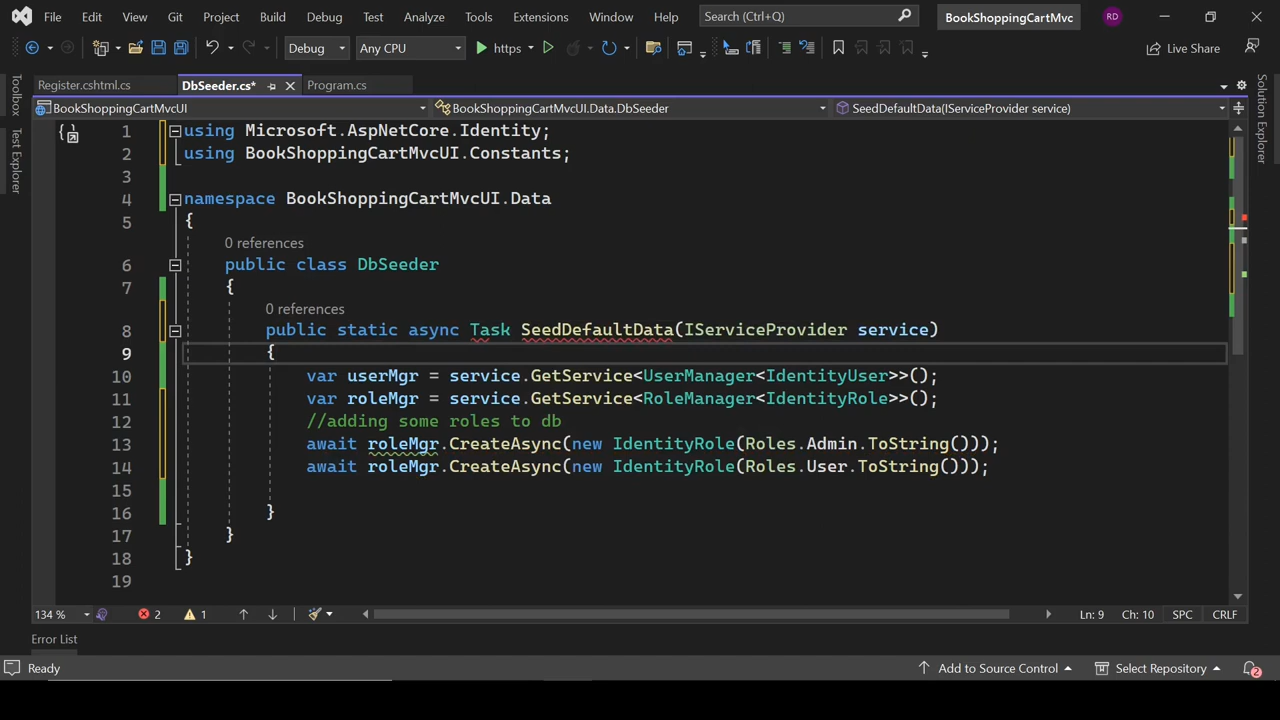 File Edit View Git Project Build Debug Test Analyze Tools Extensions Window Help Search (Ctrl+Q) BookShoppingCartMvc RD
Debug Any CPU https Live Share
Register.cshtml.cs DbSeeder.cs* Program.cs
BookShoppingCartMvcUI BookShoppingCartMvcUI.Data.DbSeeder SeedDefaultData(IServiceProvider service)
Toolbox
Test Explorer
Solution Explorer
1 using Microsoft.AspNetCore.Identity;
2 using BookShoppingCartMvcUI.Constants;
3
4 namespace BookShoppingCartMvcUI.Data
5 {
0 references
6 public class DbSeeder
7 {
0 references
8 public static async Task SeedDefaultData(IServiceProvider service)
9 {
10 var userMgr = service.GetService<UserManager<IdentityUser>>();
11 var roleMgr = service.GetService<RoleManager<IdentityRole>>();
12 //adding some roles to db
13 await roleMgr.CreateAsync(new IdentityRole(Roles.Admin.ToString()));
14 await roleMgr.CreateAsync(new IdentityRole(Roles.User.ToString()));
15
16 }
17 }
18 }
19
134 % 2 1 Ln: 9 Ch: 10 SPC CRLF
Error List
Ready Add to Source Control Select Repository 2